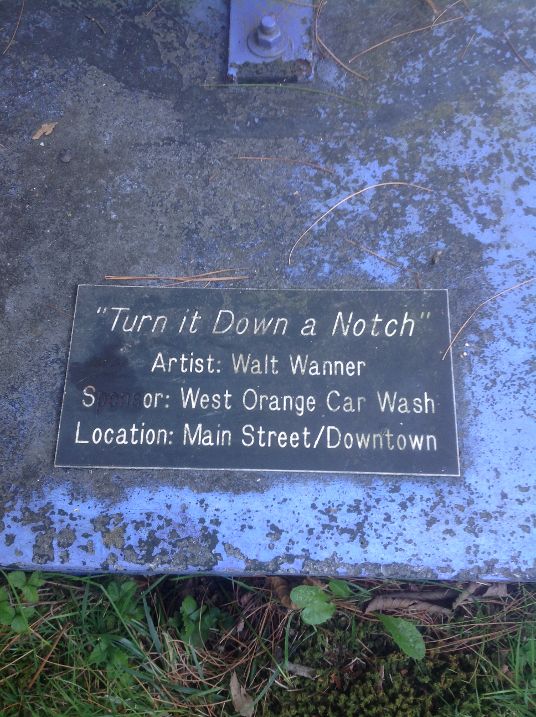 "Turn it Down a Notch"
Artist: Walt Wanner
Sponsor: West Orange Car Wash
Location: Main Street/Downtown